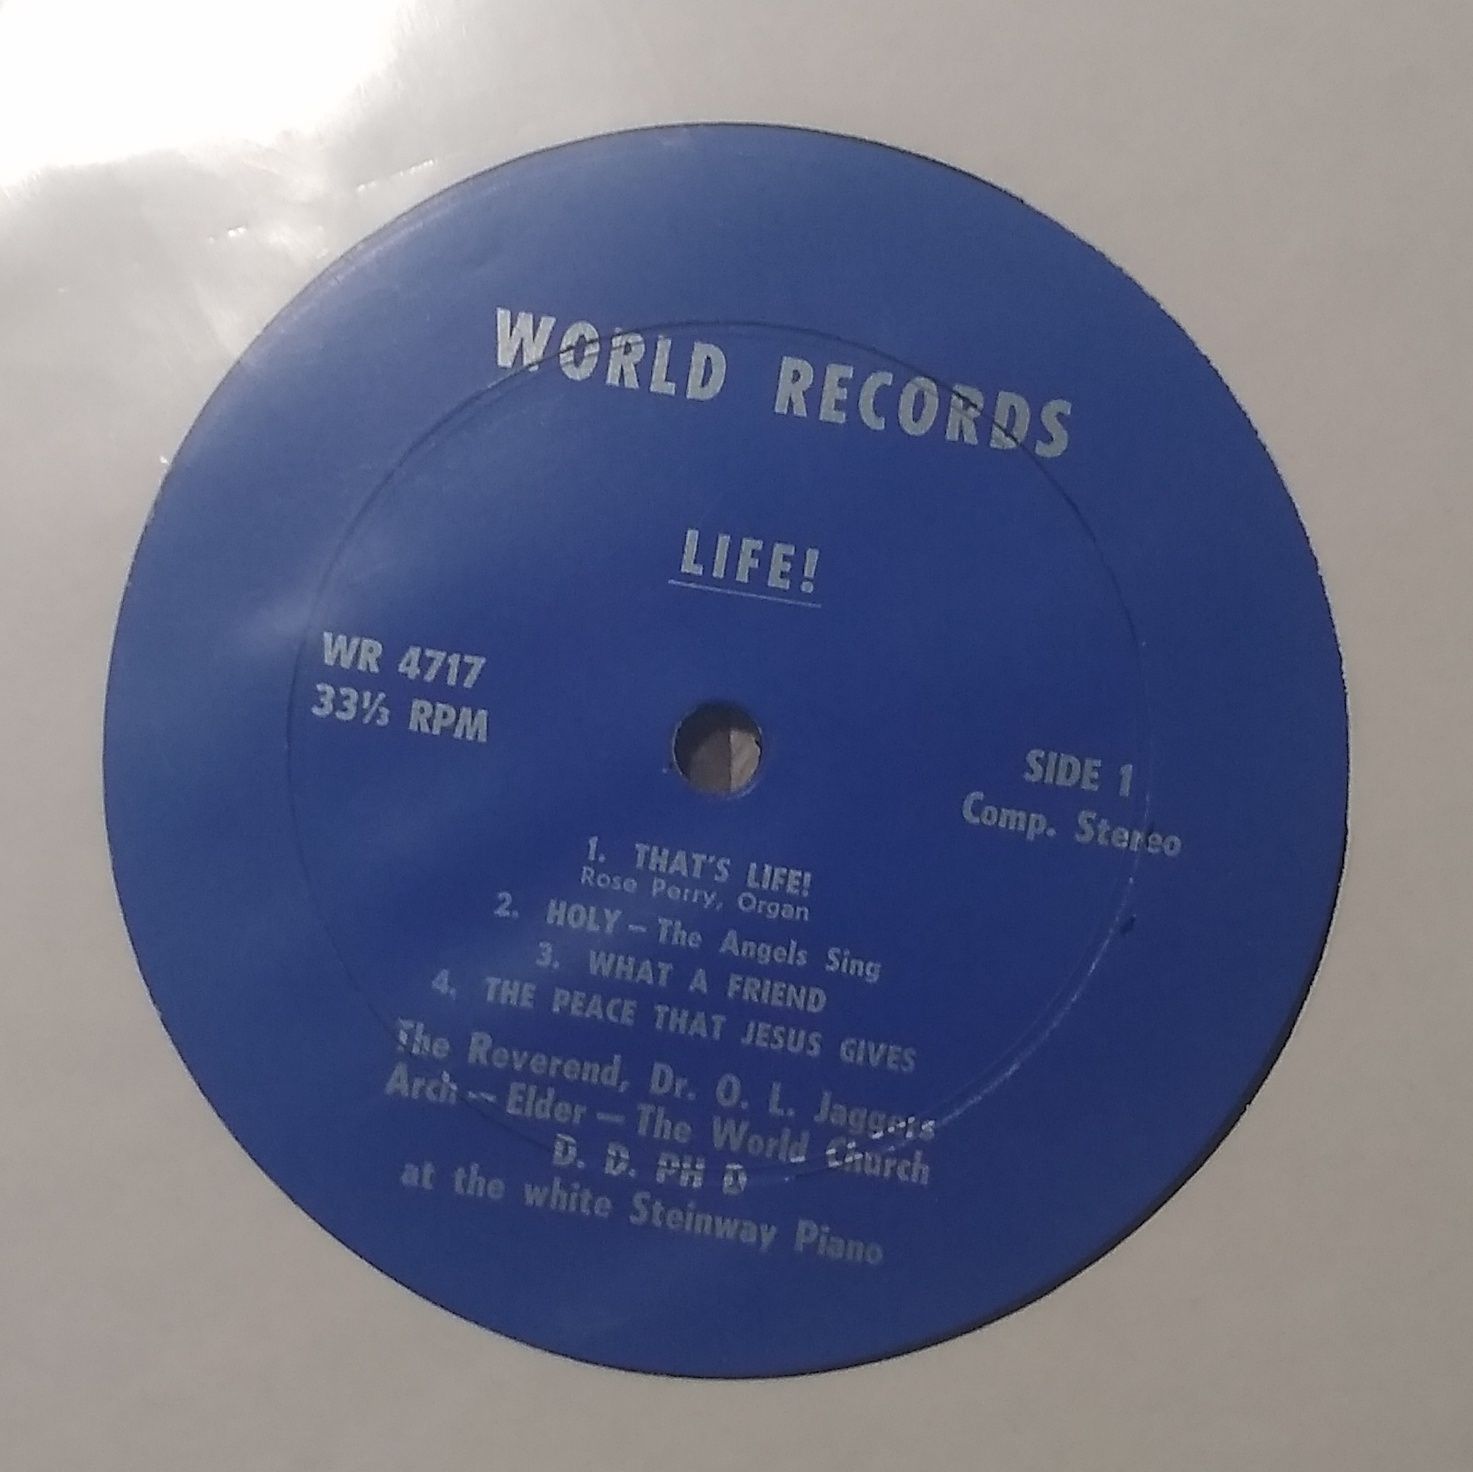 WORLD RECORDS
LIFE!
WR 4717
33⅓ RPM
SIDE 1
Comp. Stereo
1. THAT'S LIFE!
Rose Perry, Organ
2. HOLY – The Angels Sing
3. WHAT A FRIEND
4. THE PEACE THAT JESUS GIVES
The Reverend, Dr. O. L. Jaggers
Arch – Elder – The World Church
D. D. PH D
at the white Steinway Piano